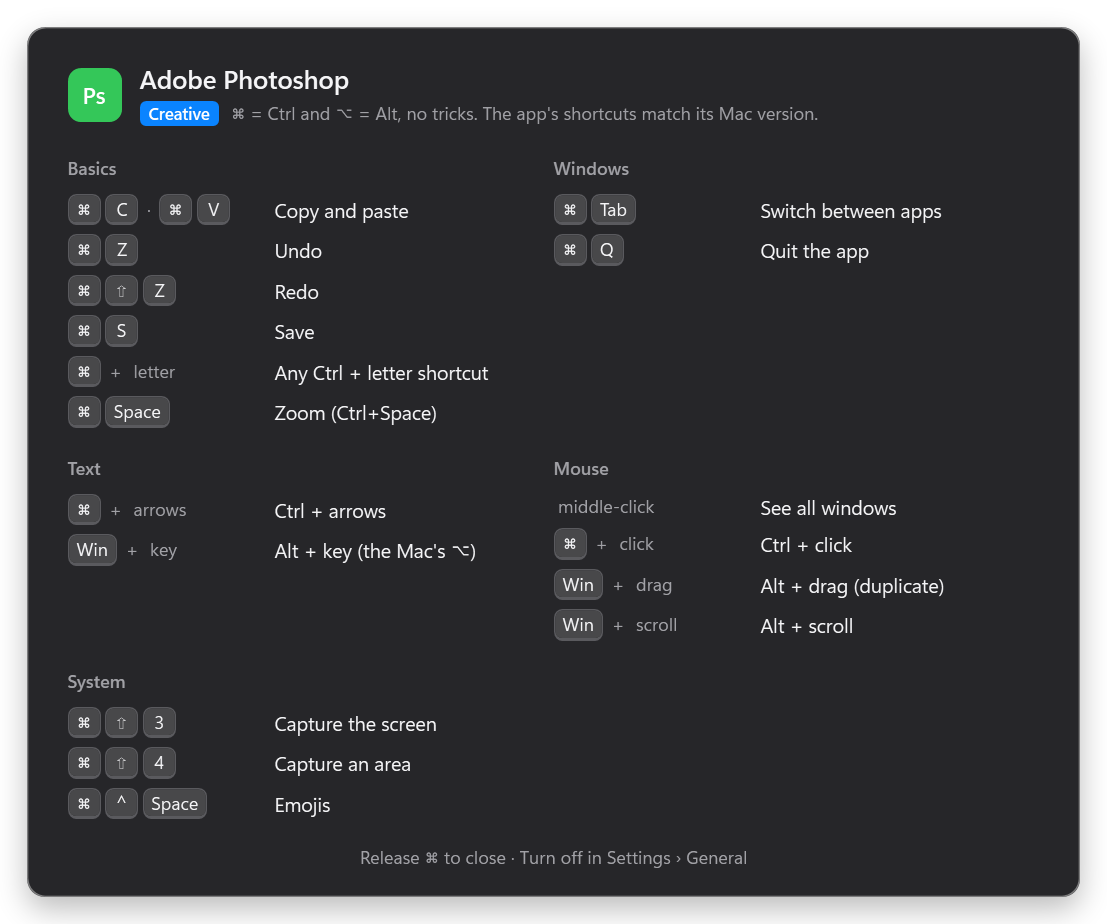 Ps
Adobe Photoshop
Creative ⌘ = Ctrl and ⌥ = Alt, no tricks. The app's shortcuts match its Mac version.
Basics
⌘ C · ⌘ V Copy and paste
⌘ Z Undo
⌘ ⇧ Z Redo
⌘ S Save
⌘ + letter Any Ctrl + letter shortcut
⌘ Space Zoom (Ctrl+Space)
Windows
⌘ Tab Switch between apps
⌘ Q Quit the app
Text
⌘ + arrows Ctrl + arrows
Win + key Alt + key (the Mac's ⌥)
Mouse
middle-click See all windows
⌘ + click Ctrl + click
Win + drag Alt + drag (duplicate)
Win + scroll Alt + scroll
System
⌘ ⇧ 3 Capture the screen
⌘ ⇧ 4 Capture an area
⌘ ^ Space Emojis
Release ⌘ to close · Turn off in Settings › General